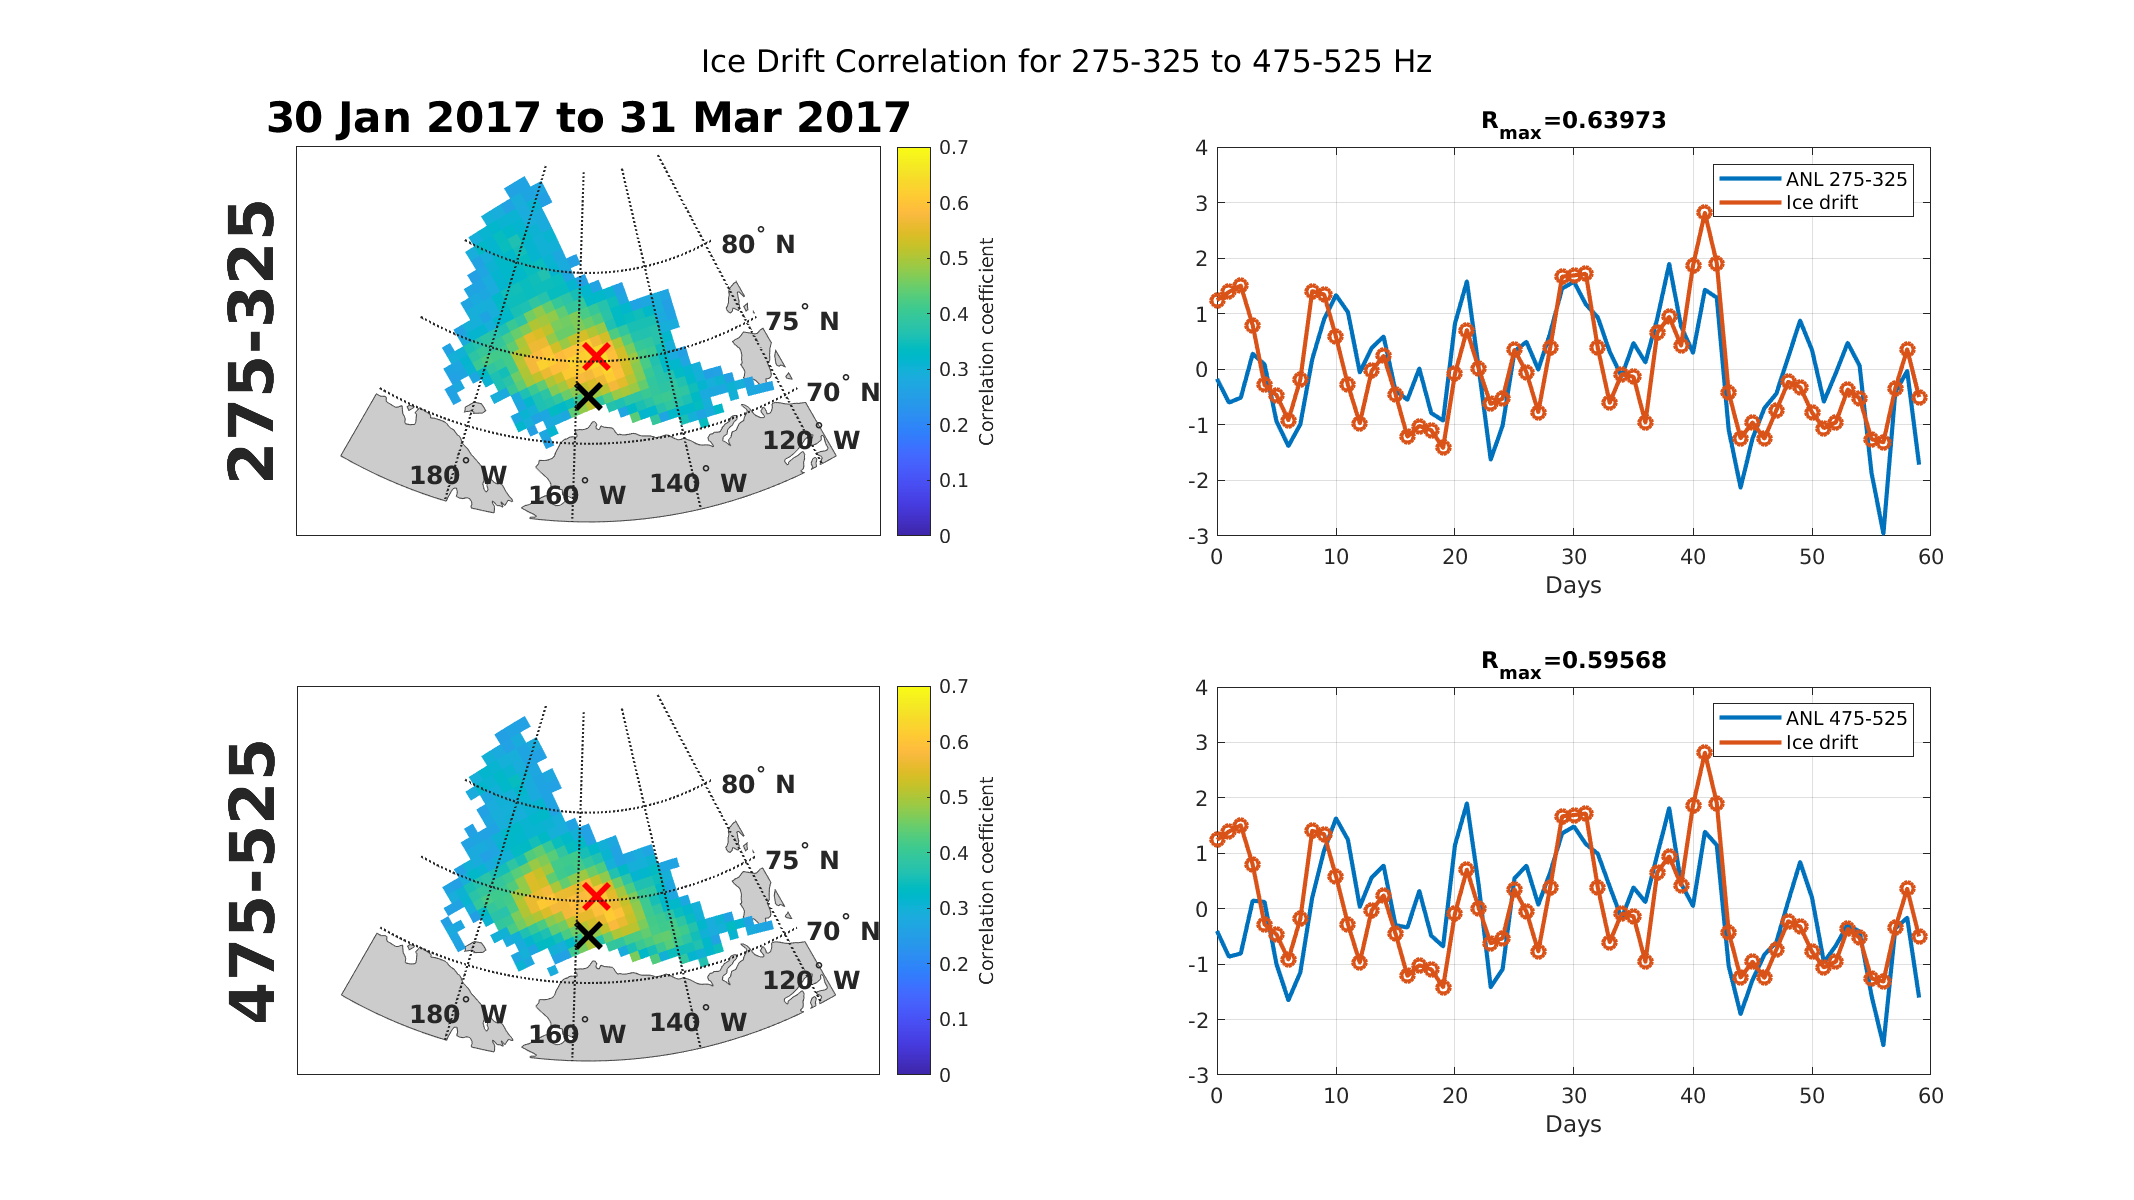 Ice Drift Correlation for 275-325 to 475-525 Hz
30 Jan 2017 to 31 Mar 2017
275-325
80° N
75° N
70° N
120° W
180° W
160° W
140° W
0.7
0.6
0.5
0.4
0.3
0.2
0.1
0
Correlation coefficient
Rmax=0.63973
4
3
2
1
0
-1
-2
-3
0 10 20 30 40 50 60
Days
ANL 275-325
Ice drift
475-525
80° N
75° N
70° N
120° W
180° W
160° W
140° W
0.7
0.6
0.5
0.4
0.3
0.2
0.1
0
Correlation coefficient
Rmax=0.59568
4
3
2
1
0
-1
-2
-3
0 10 20 30 40 50 60
Days
ANL 475-525
Ice drift